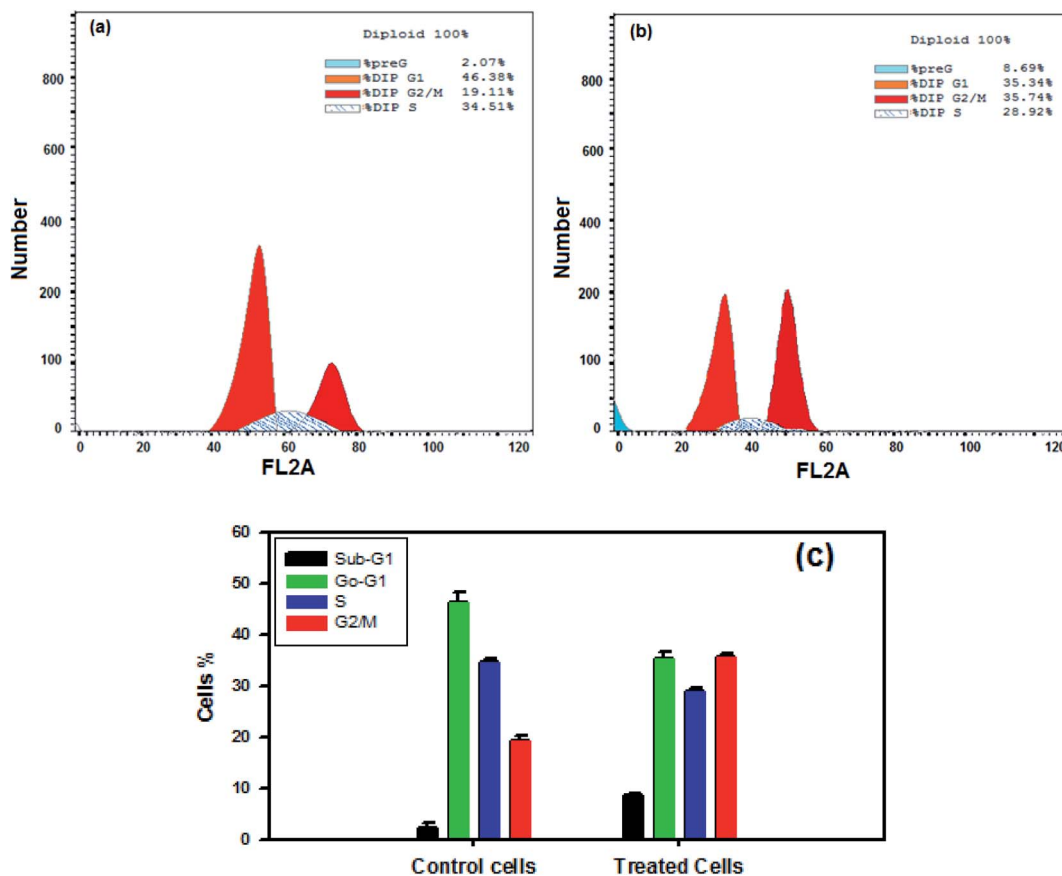 (a)
Diploid 100%
%preG 2.07%
%DIP G1 46.38%
%DIP G2/M 19.11%
%DIP S 34.51%
Number
800
600
400
200
100
0
0 20 40 60 80 100 120
FL2A
(b)
Diploid 100%
%preG 8.69%
%DIP G1 35.34%
%DIP G2/M 35.74%
%DIP S 28.92%
Number
800
600
400
200
100
0
0 20 40 60 80 100 120
FL2A
(c)
Sub-G1
Go-G1
S
G2/M
Cells %
60
50
40
30
20
10
0
Control cells Treated Cells